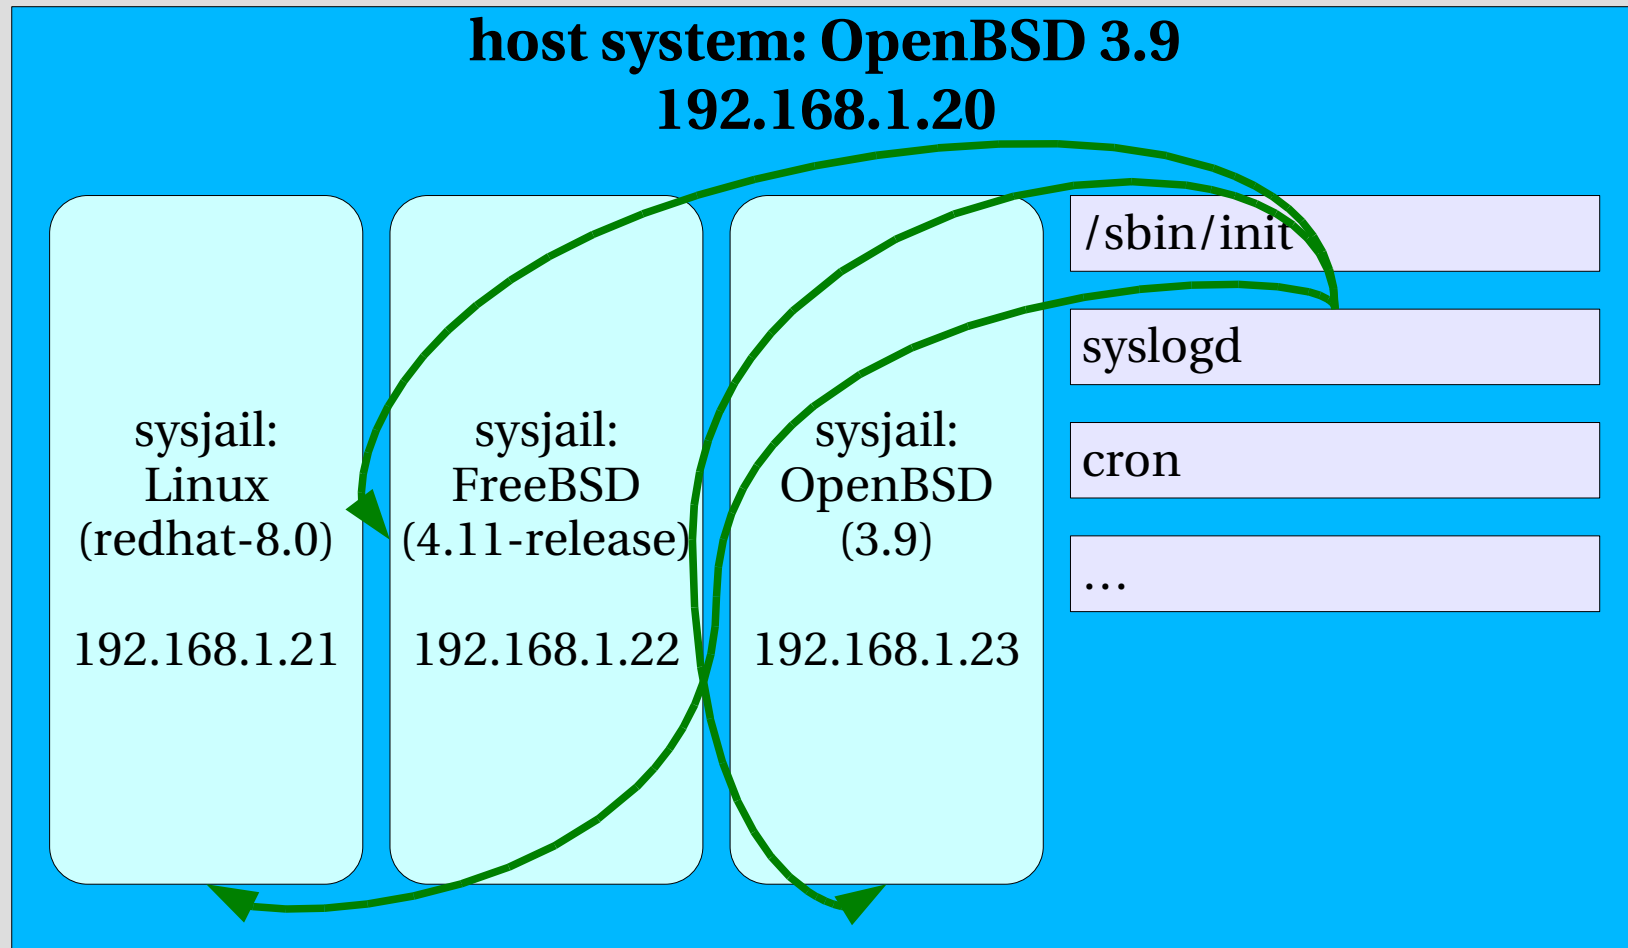 host system: OpenBSD 3.9
192.168.1.20
sysjail:
Linux
(redhat-8.0)
192.168.1.21
sysjail:
FreeBSD
(4.11-release)
192.168.1.22
sysjail:
OpenBSD
(3.9)
192.168.1.23
/sbin/init
syslogd
cron
…